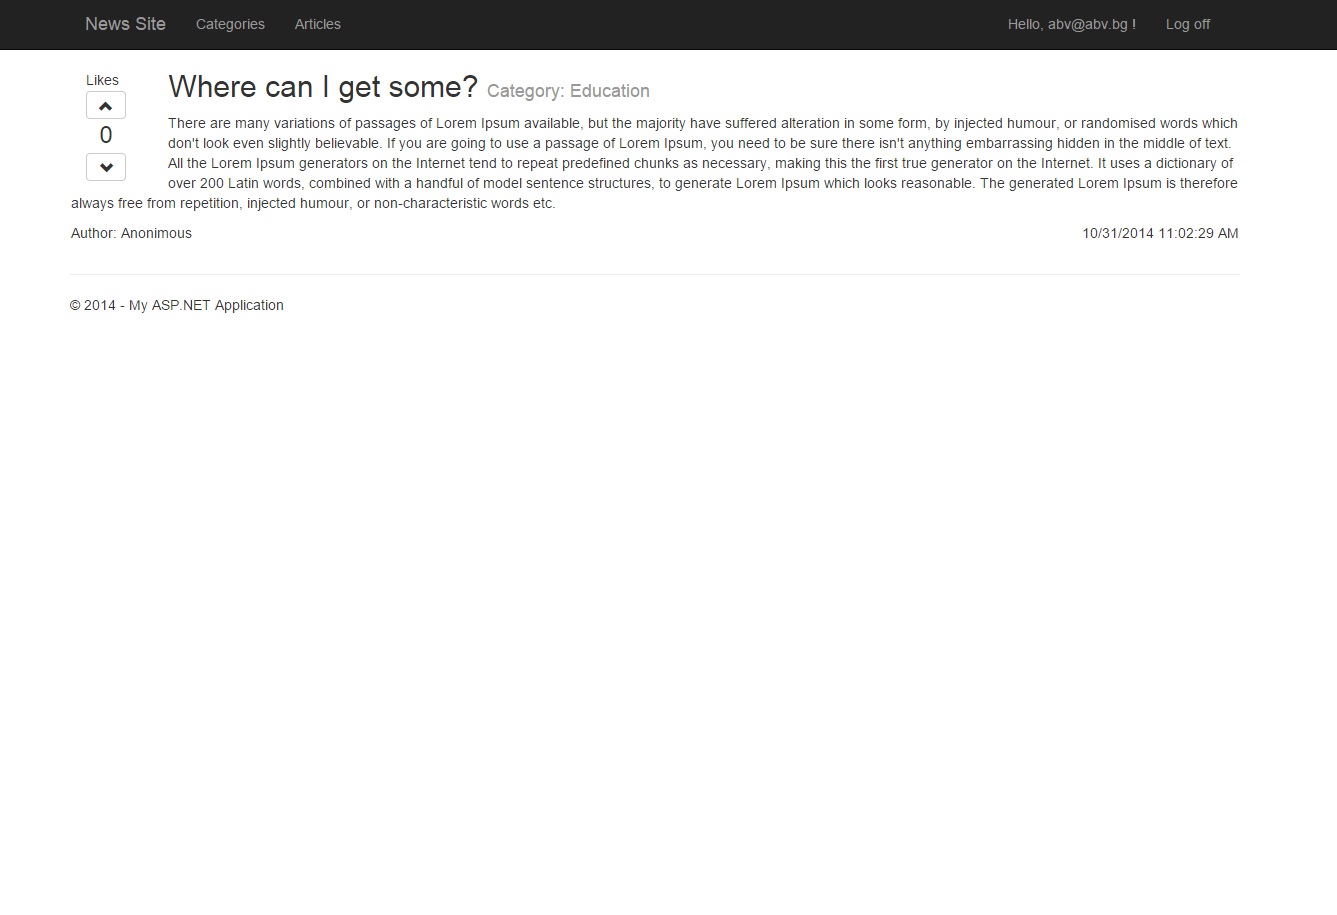 News Site Categories Articles Hello, abv@abv.bg ! Log off
Likes
0
Where can I get some? Category: Education
There are many variations of passages of Lorem Ipsum available, but the majority have suffered alteration in some form, by injected humour, or randomised words which
don't look even slightly believable. If you are going to use a passage of Lorem Ipsum, you need to be sure there isn't anything embarrassing hidden in the middle of text.
All the Lorem Ipsum generators on the Internet tend to repeat predefined chunks as necessary, making this the first true generator on the Internet. It uses a dictionary of
over 200 Latin words, combined with a handful of model sentence structures, to generate Lorem Ipsum which looks reasonable. The generated Lorem Ipsum is therefore
always free from repetition, injected humour, or non-characteristic words etc.
Author: Anonimous 10/31/2014 11:02:29 AM
© 2014 - My ASP.NET Application